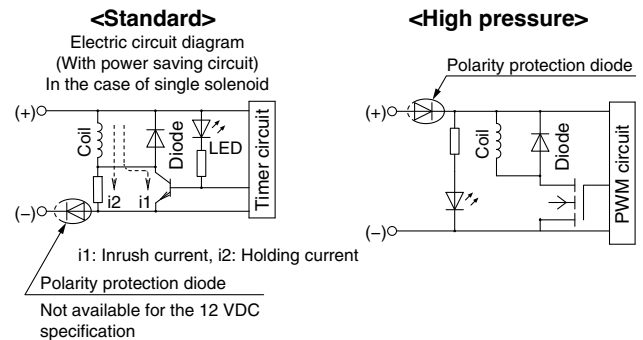 <Standard>
Electric circuit diagram
(With power saving circuit)
In the case of single solenoid
(+)
Coil
Diode
LED
Timer circuit
i2
i1
(−)
i1: Inrush current, i2: Holding current
Polarity protection diode
Not available for the 12 VDC
specification
<High pressure>
Polarity protection diode
(+)
Coil
Diode
PWM circuit
(−)